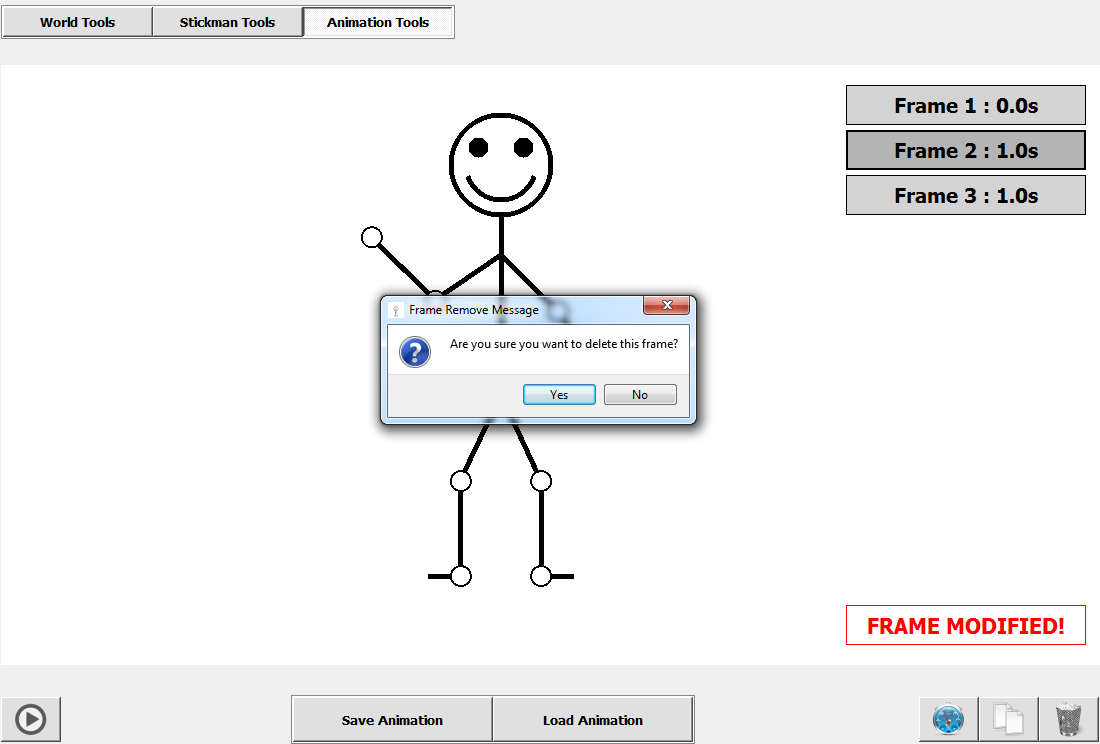 World Tools
Stickman Tools
Animation Tools
Frame 1 : 0.0s
Frame 2 : 1.0s
Frame 3 : 1.0s
Frame Remove Message
Are you sure you want to delete this frame?
Yes
No
FRAME MODIFIED!
Save Animation
Load Animation